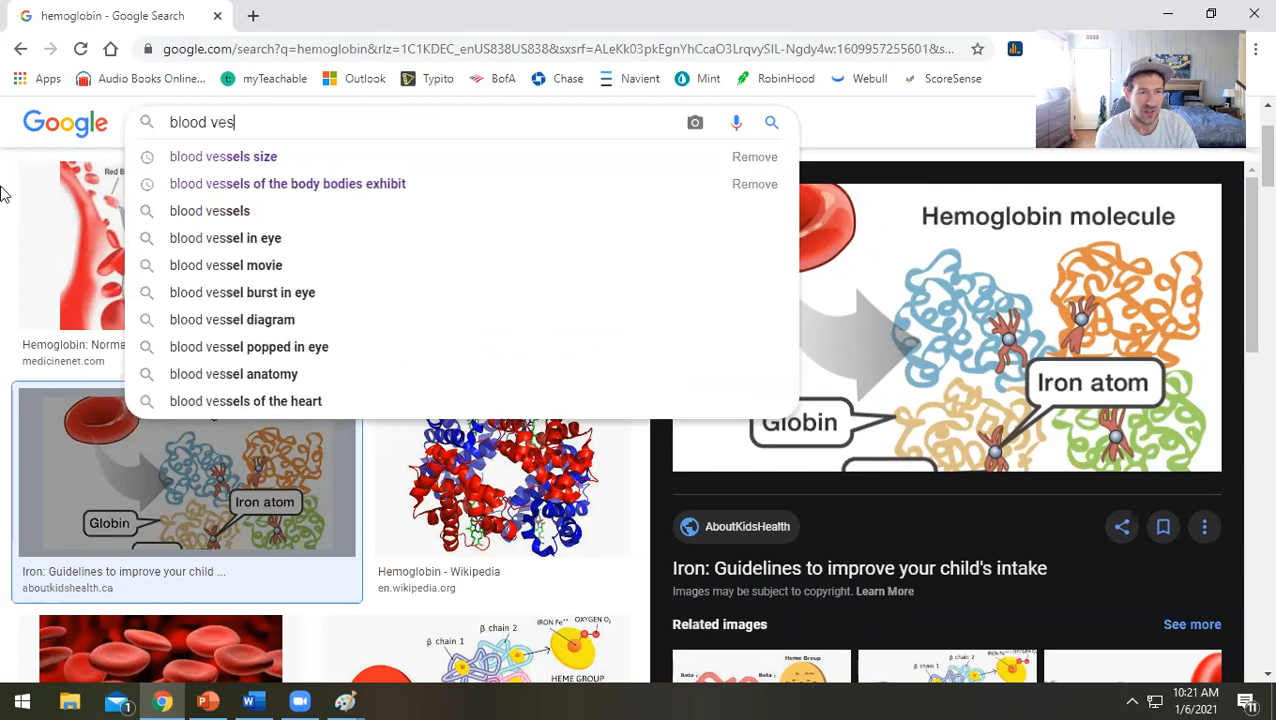 hemoglobin - Google Search
google.com/search?q=hemoglobin&rlz=1C1KDEC_enUS838US838&sxsrf=ALeKk03pkEgnYhCcaO3LrqvySIL-Ngdy4w:1609957255601&s...
Apps
Audio Books Online...
myTeachable
Outlook
Typito
BofA
Chase
Navient
Mint
RobinHood
Webull
ScoreSense
Google
blood ves
blood vessels size
Remove
blood vessels of the body bodies exhibit
Remove
blood vessels
blood vessel in eye
blood vessel movie
blood vessel burst in eye
blood vessel diagram
blood vessel popped in eye
blood vessel anatomy
blood vessels of the heart
Red B
Hemoglobin: Norma
medicinenet.com
Iron atom
Globin
Iron: Guidelines to improve your child ...
aboutkidshealth.ca
Hemoglobin - Wikipedia
en.wikipedia.org
β chain 1
β chain 2
IRON Fe++
OXYGEN O2
HEME GROUP
Hemoglobin molecule
Iron atom
Globin
AboutKidsHealth
Iron: Guidelines to improve your child's intake
Images may be subject to copyright. Learn More
Related images
See more
Heme Group
1
10:21 AM
1/6/2021
11